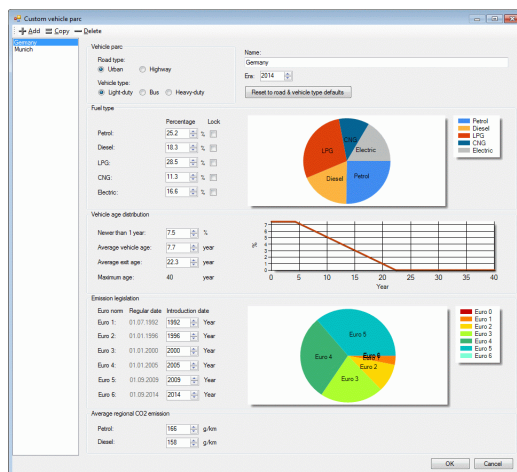 Custom vehicle parc
Add Copy Delete
Germany
Munich
Vehicle parc
Road type:
Urban Highway
Vehicle type:
Light-duty Bus Heavy-duty
Name:
Germany
Era: 2014
Reset to road & vehicle type defaults
Fuel type
Percentage Lock
Petrol: 25.2 %
Diesel: 18.3 %
LPG: 28.5 %
CNG: 11.3 %
Electric: 16.6 %
CNG
LPG
Electric
Diesel
Petrol
Petrol
Diesel
LPG
CNG
Electric
Vehicle age distribution
Newer than 1 year: 7.5 %
Average vehicle age: 7.7 year
Average exit age: 22.3 year
Maximum age: 40 year
%
7
6
5
4
3
2
1
0
0 5 10 15 20 25 30 35 40
Year
Emission legislation
Euro norm Regular date Introduction date
Euro 1: 01.07.1992 1992 Year
Euro 2: 01.01.1996 1996 Year
Euro 3: 01.01.2000 2000 Year
Euro 4: 01.01.2005 2005 Year
Euro 5: 01.09.2009 2009 Year
Euro 6: 01.09.2014 2014 Year
Euro 5
Euro 4
Euro 2
Euro 3
Euro 0
Euro 1
Euro 2
Euro 3
Euro 4
Euro 5
Euro 6
Average regional CO2 emission
Petrol: 166 g/km
Diesel: 158 g/km
OK Cancel